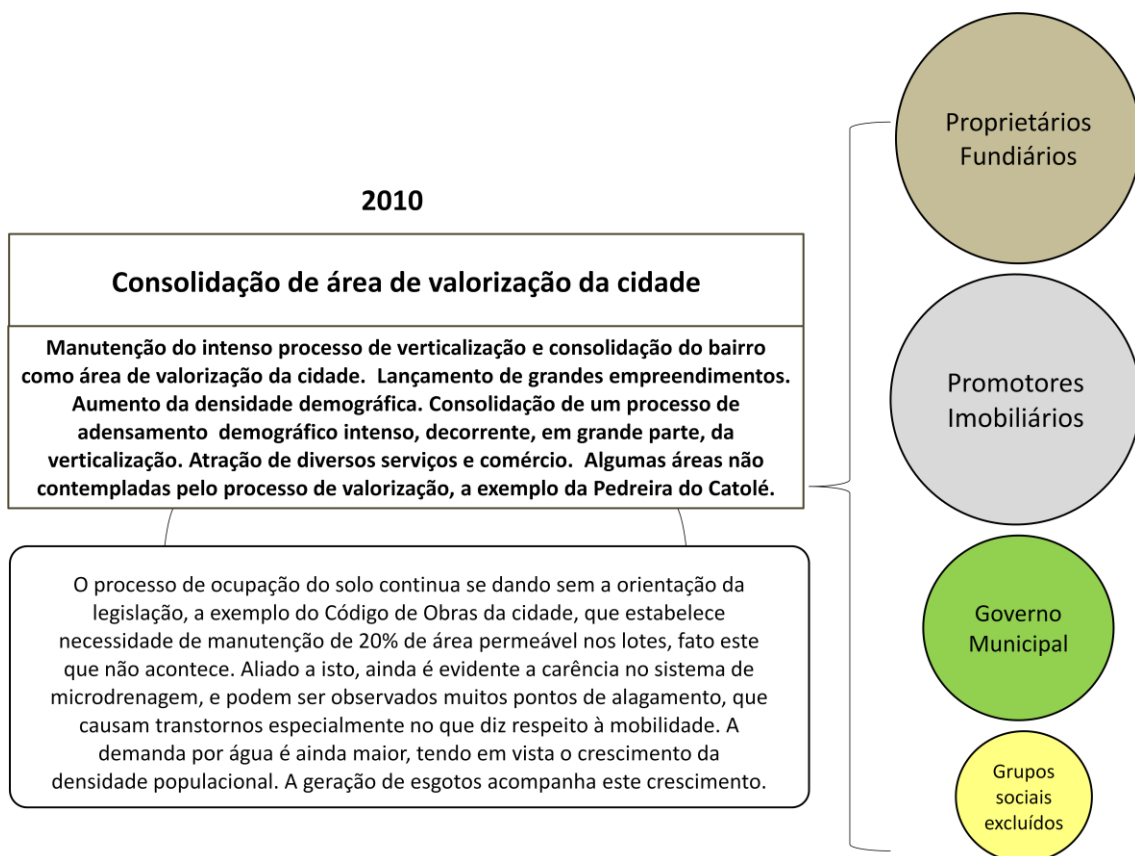 2010
Consolidação de área de valorização da cidade
Manutenção do intenso processo de verticalização e consolidação do bairro
como área de valorização da cidade. Lançamento de grandes empreendimentos.
Aumento da densidade demográfica. Consolidação de um processo de
adensamento demográfico intenso, decorrente, em grande parte, da
verticalização. Atração de diversos serviços e comércio. Algumas áreas não
contempladas pelo processo de valorização, a exemplo da Pedreira do Catolé.
O processo de ocupação do solo continua se dando sem a orientação da
legislação, a exemplo do Código de Obras da cidade, que estabelece
necessidade de manutenção de 20% de área permeável nos lotes, fato este
que não acontece. Aliado a isto, ainda é evidente a carência no sistema de
microdrenagem, e podem ser observados muitos pontos de alagamento, que
causam transtornos especialmente no que diz respeito à mobilidade. A
demanda por água é ainda maior, tendo em vista o crescimento da
densidade populacional. A geração de esgotos acompanha este crescimento.
Proprietários
Fundiários
Promotores
Imobiliários
Governo
Municipal
Grupos
sociais
excluídos